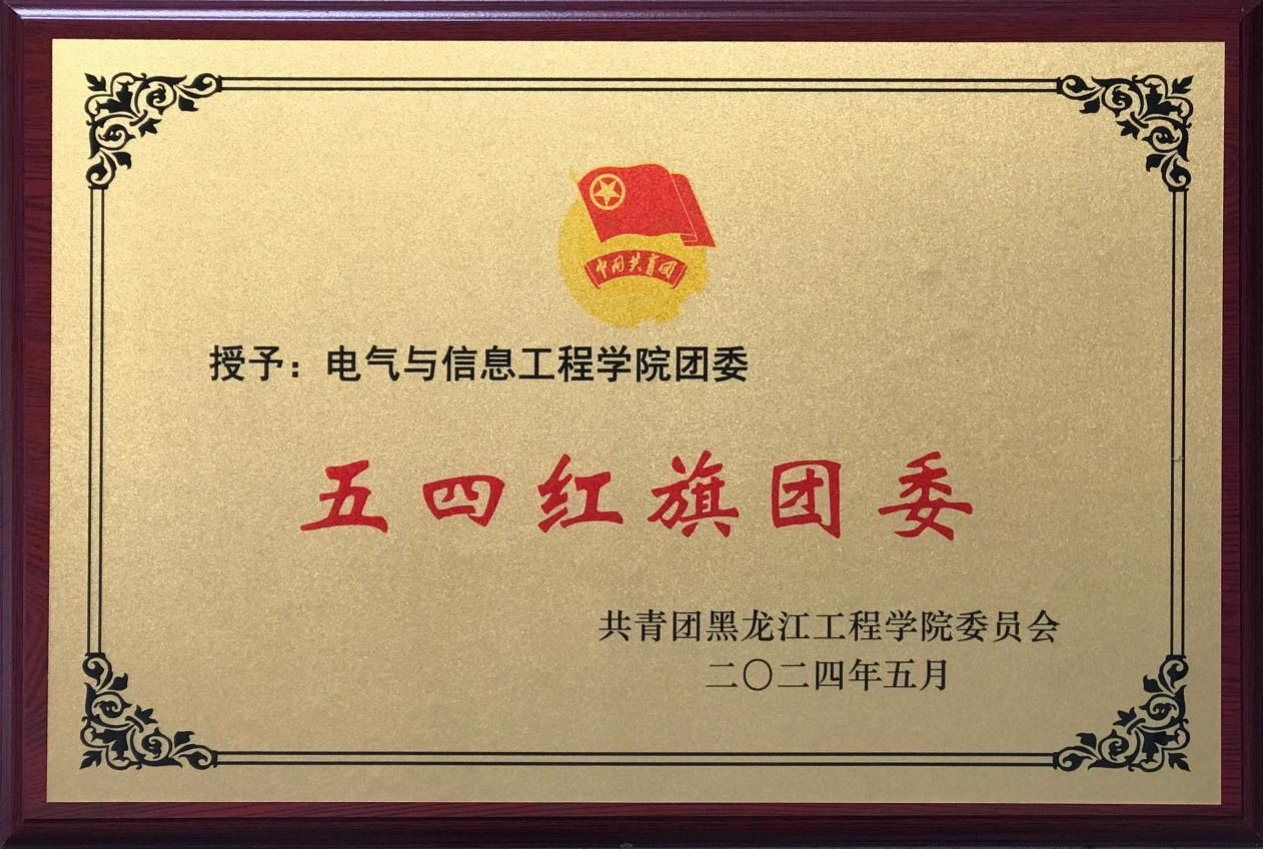 中国共青团
授予：电气与信息工程学院团委
五四红旗团委
共青团黑龙江工程学院委员会
二〇二四年五月